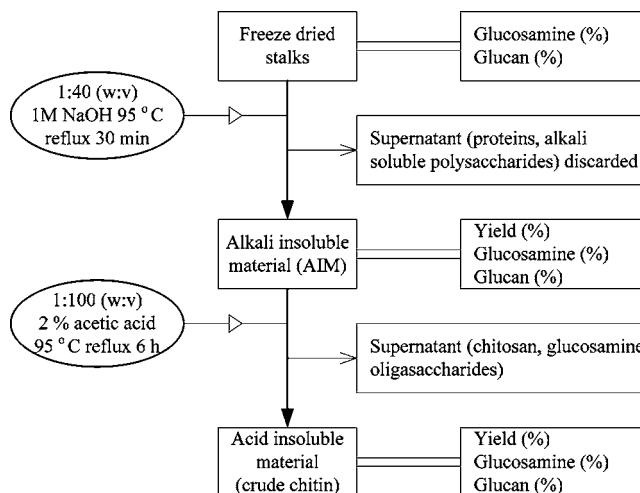 Freeze dried
stalks
Glucosamine (%)
Glucan (%)
1:40 (w:v)
1M NaOH 95 °C
reflux 30 min
Supernatant (proteins, alkali
soluble polysaccharides) discarded
Alkali insoluble
material (AIM)
Yield (%)
Glucosamine (%)
Glucan (%)
1:100 (w:v)
2 % acetic acid
95 °C reflux 6 h
Supernatant (chitosan, glucosamine
oligasaccharides)
Acid insoluble
material
(crude chitin)
Yield (%)
Glucosamine (%)
Glucan (%)